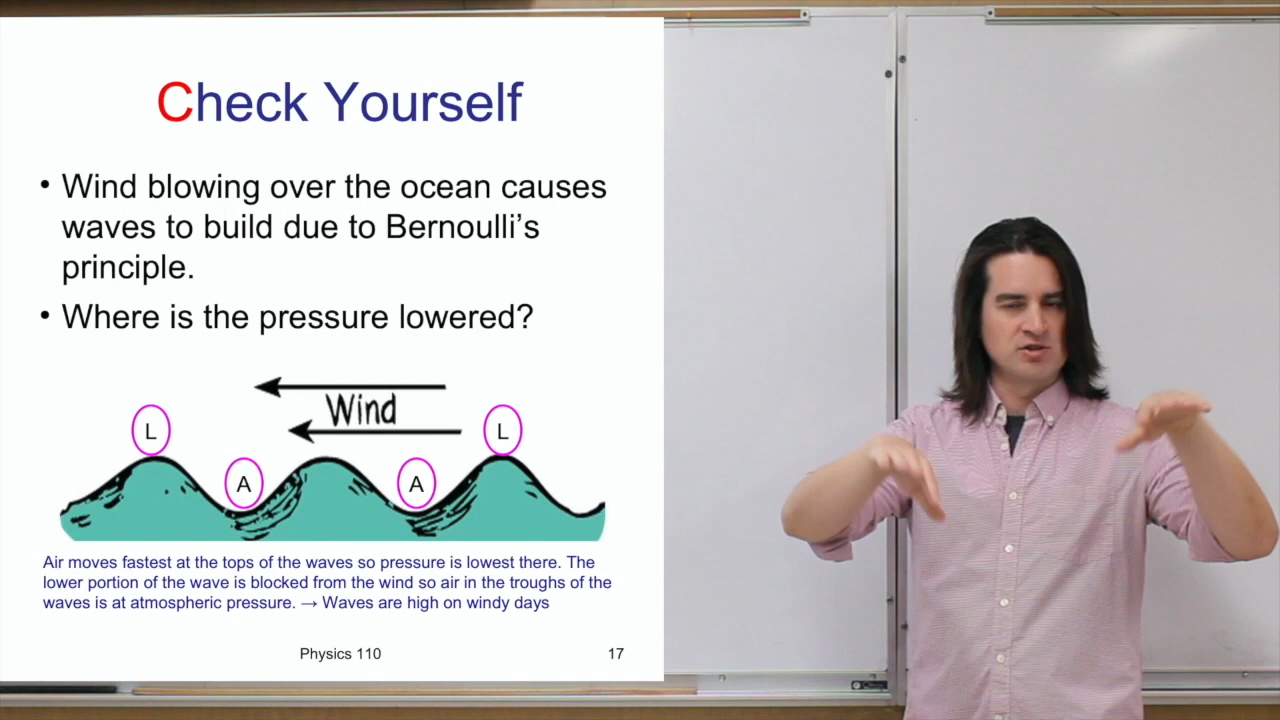 Check Yourself
• Wind blowing over the ocean causes
waves to build due to Bernoulli’s
principle.
• Where is the pressure lowered?
Wind
L
L
A
A
Air moves fastest at the tops of the waves so pressure is lowest there. The
lower portion of the wave is blocked from the wind so air in the troughs of the
waves is at atmospheric pressure. → Waves are high on windy days
Physics 110
17